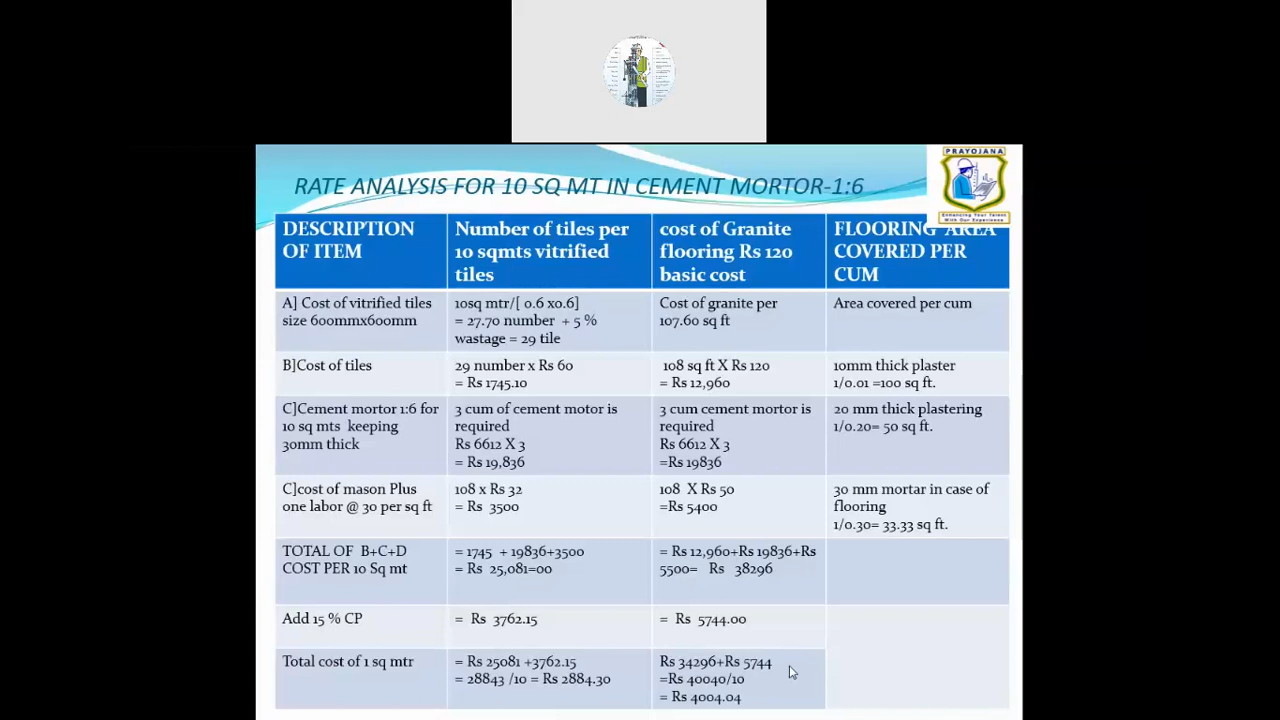 PRAYOJANA
Enhancing Your Talent
With Our Experience
RATE ANALYSIS FOR 10 SQ MT IN CEMENT MORTOR-1:6
DESCRIPTION
OF ITEM
Number of tiles per
10 sqmts vitrified
tiles
cost of Granite
flooring Rs 120
basic cost
FLOORING AREA
COVERED PER
CUM
A] Cost of vitrified tiles
size 600mmx600mm
10sq mtr/[ 0.6 x0.6]
= 27.70 number + 5 %
wastage = 29 tile
Cost of granite per
107.60 sq ft
Area covered per cum
B]Cost of tiles
29 number x Rs 60
= Rs 1745.10
108 sq ft X Rs 120
= Rs 12,960
10mm thick plaster
1/0.01 =100 sq ft.
C]Cement mortor 1:6 for
10 sq mts keeping
30mm thick
3 cum of cement motor is
required
Rs 6612 X 3
= Rs 19,836
3 cum cement mortor is
required
Rs 6612 X 3
=Rs 19836
20 mm thick plastering
1/0.20= 50 sq ft.
C]cost of mason Plus
one labor @ 30 per sq ft
108 x Rs 32
= Rs 3500
108 X Rs 50
=Rs 5400
30 mm mortar in case of
flooring
1/0.30= 33.33 sq ft.
TOTAL OF B+C+D
COST PER 10 Sq mt
= 1745 + 19836+3500
= Rs 25,081=00
= Rs 12,960+Rs 19836+Rs
5500= Rs 38296
Add 15 % CP
= Rs 3762.15
= Rs 5744.00
Total cost of 1 sq mtr
= Rs 25081 +3762.15
= 28843 /10 = Rs 2884.30
Rs 34296+Rs 5744
=Rs 40040/10
= Rs 4004.04